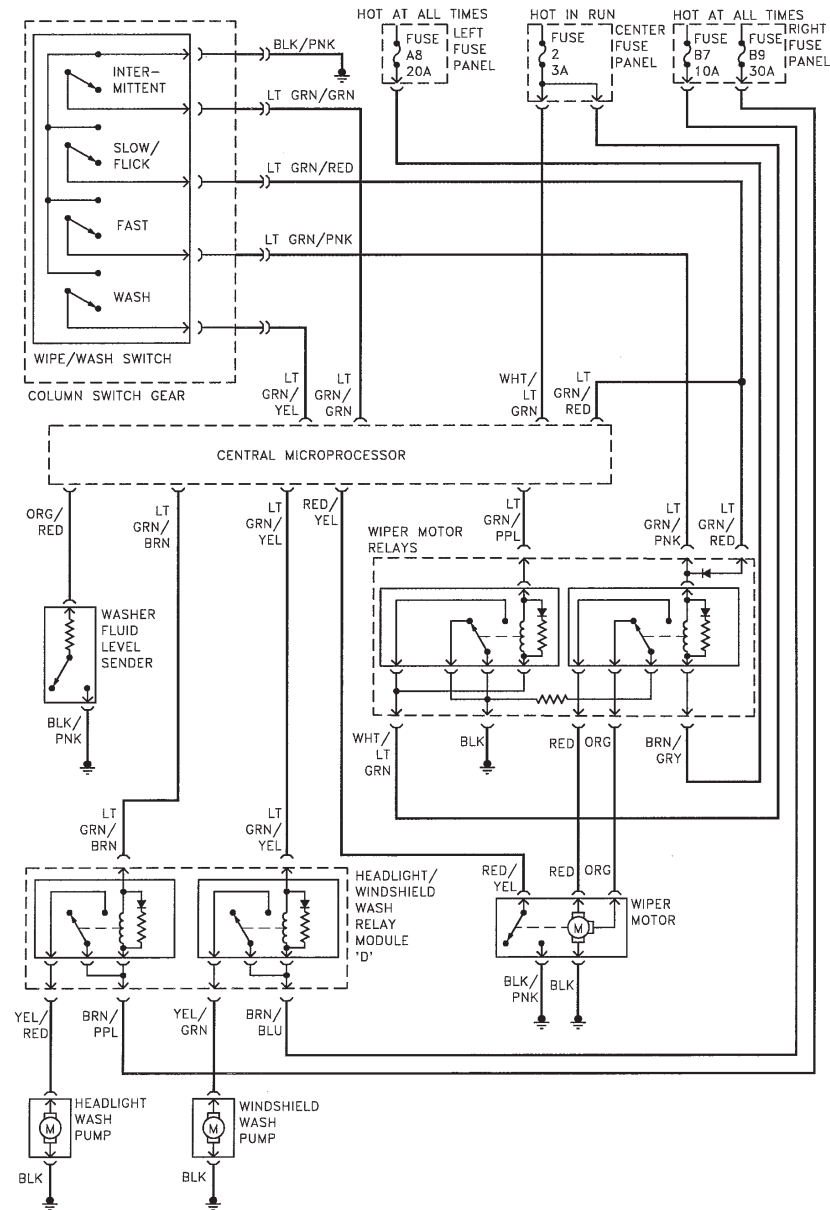 HOT AT ALL TIMES
HOT IN RUN
HOT AT ALL TIMES
FUSE
A8
20A
LEFT
FUSE
PANEL
FUSE
2
3A
CENTER
FUSE
PANEL
FUSE
B7
10A
FUSE
B9
30A
RIGHT
FUSE
PANEL
BLK/PNK
INTER-
MITTENT
LT GRN/GRN
SLOW/
FLICK
LT GRN/RED
FAST
LT GRN/PNK
WASH
WIPE/WASH SWITCH
COLUMN SWITCH GEAR
LT
GRN/
YEL
LT
GRN/
GRN
WHT/
LT
GRN
LT
GRN/
RED
CENTRAL MICROPROCESSOR
ORG/
RED
LT
GRN/
BRN
LT
GRN/
YEL
RED/
YEL
LT
GRN/
PPL
LT
GRN/
PNK
LT
GRN/
RED
WIPER MOTOR
RELAYS
WASHER
FLUID
LEVEL
SENDER
BLK/
PNK
WHT/
LT
GRN
BLK
RED
ORG
BRN/
GRY
LT
GRN/
BRN
LT
GRN/
YEL
HEADLIGHT/
WINDSHIELD
WASH
RELAY
MODULE
'D'
RED/
YEL
RED
ORG
WIPER
MOTOR
M
BLK/
PNK
BLK
YEL/
RED
BRN/
PPL
YEL/
GRN
BRN/
BLU
HEADLIGHT
WASH
PUMP
M
WINDSHIELD
WASH
PUMP
M
BLK
BLK